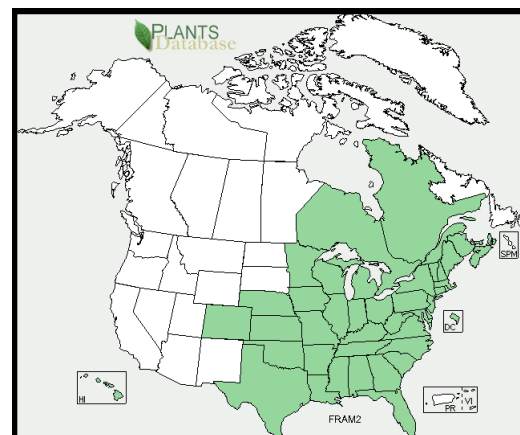 PLANTS
Database
SPM
DC
HI
PR
VI
FRAM2